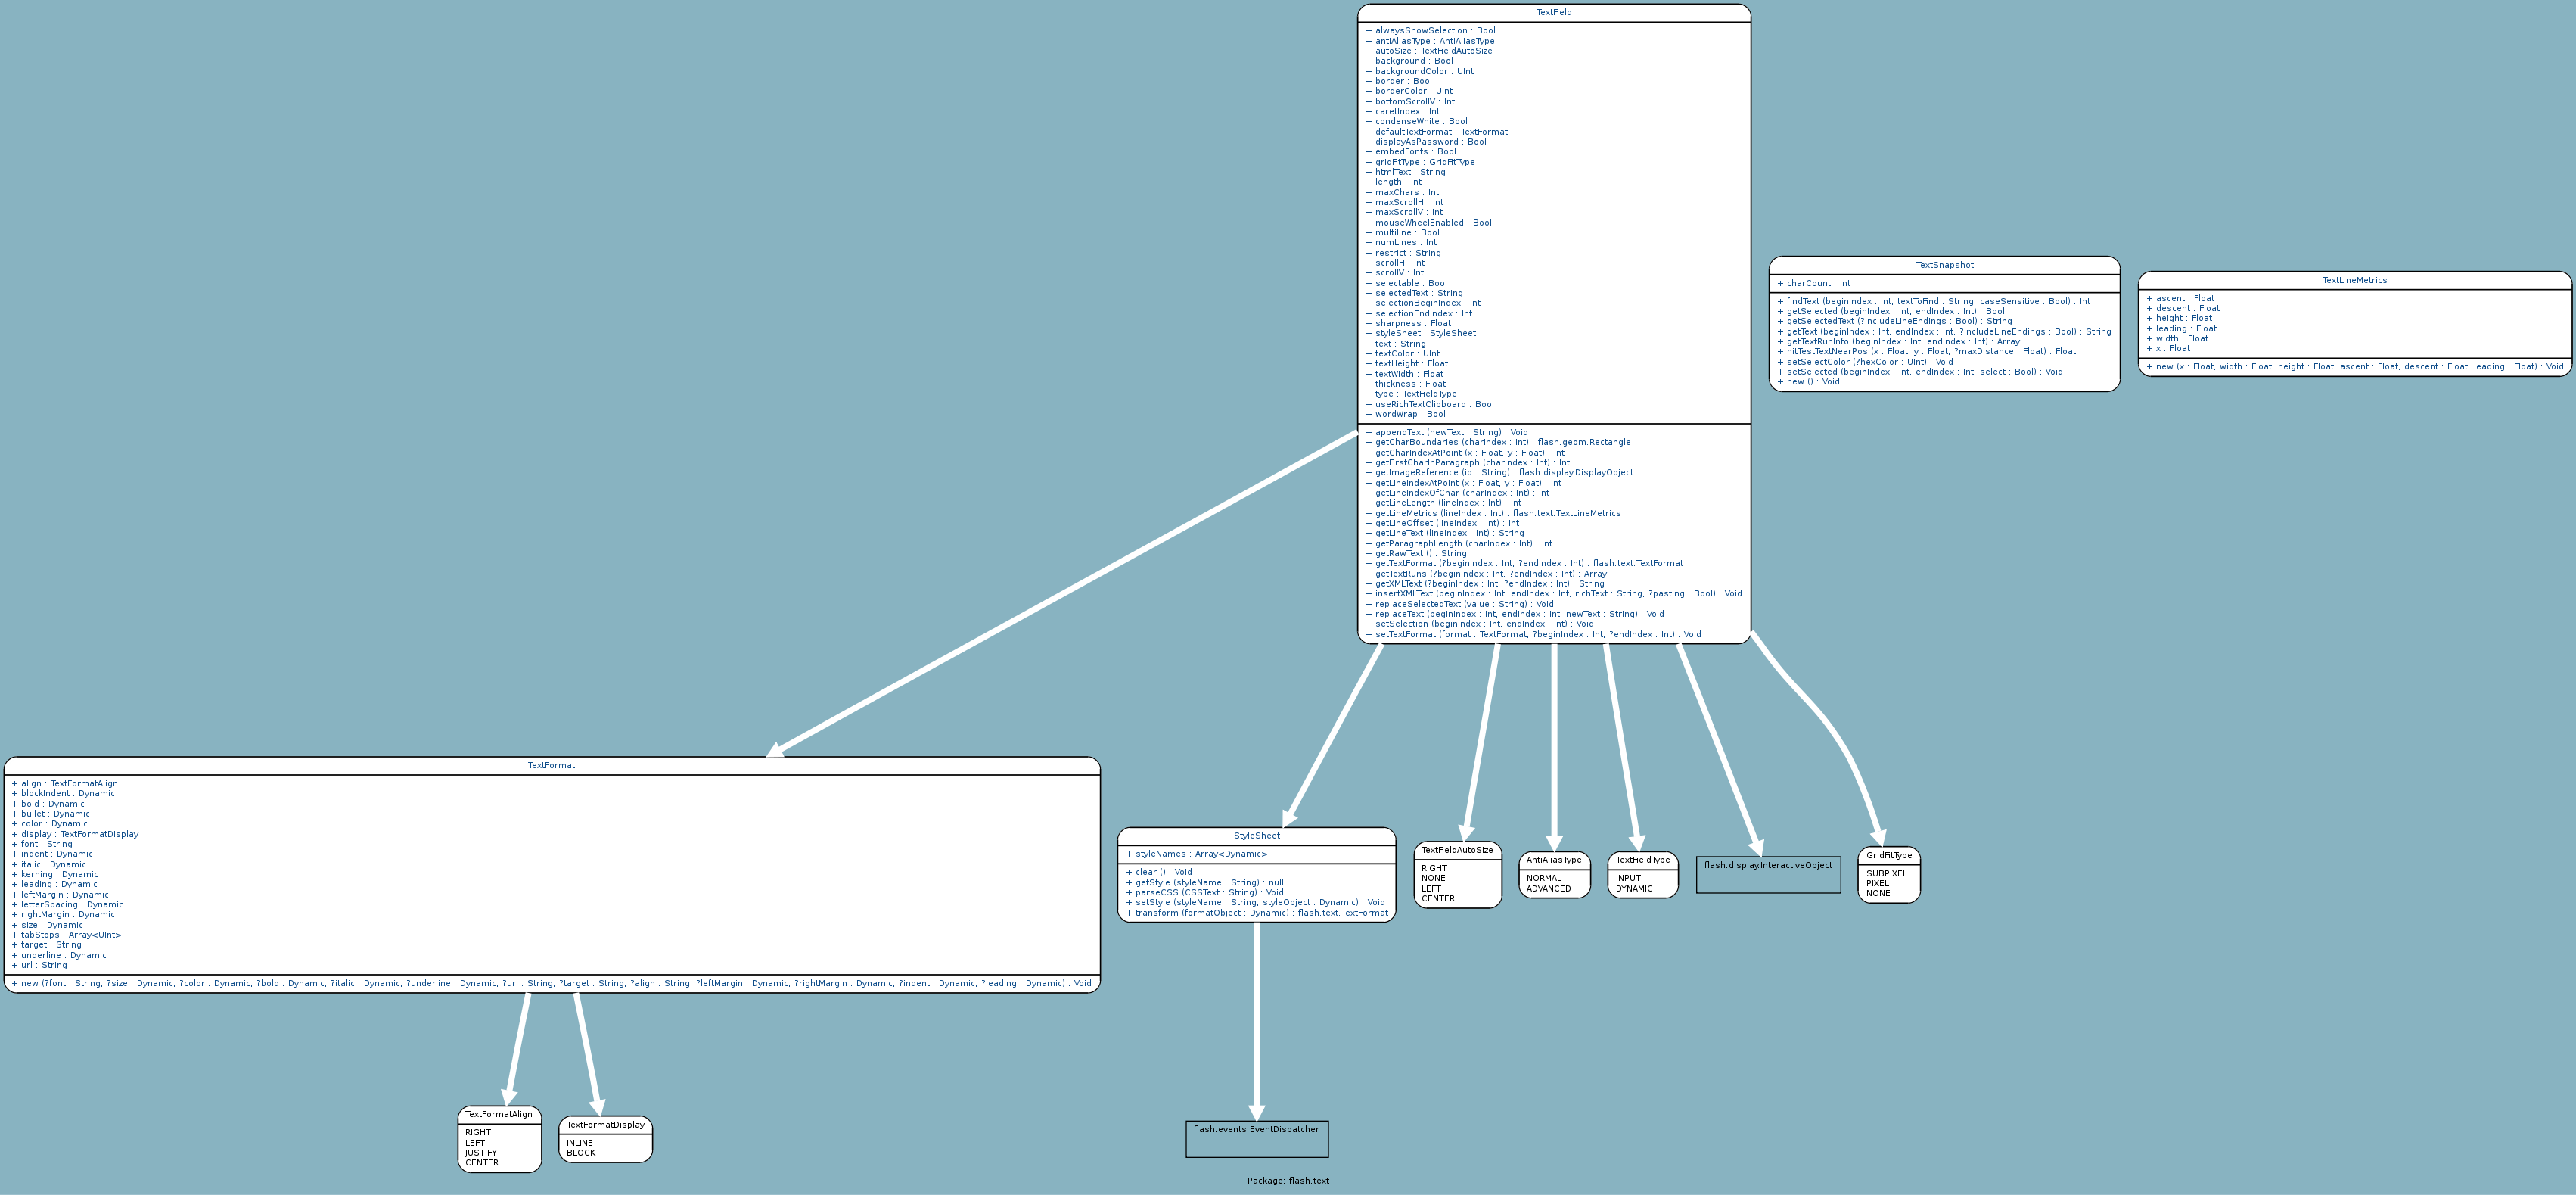 TextField
+ alwaysShowSelection : Bool
+ antiAliasType : AntiAliasType
+ autoSize : TextFieldAutoSize
+ background : Bool
+ backgroundColor : UInt
+ border : Bool
+ borderColor : UInt
+ bottomScrollV : Int
+ caretIndex : Int
+ condenseWhite : Bool
+ defaultTextFormat : TextFormat
+ displayAsPassword : Bool
+ embedFonts : Bool
+ gridFitType : GridFitType
+ htmlText : String
+ length : Int
+ maxChars : Int
+ maxScrollH : Int
+ maxScrollV : Int
+ mouseWheelEnabled : Bool
+ multiline : Bool
+ numLines : Int
+ restrict : String
+ scrollH : Int
+ scrollV : Int
+ selectable : Bool
+ selectedText : String
+ selectionBeginIndex : Int
+ selectionEndIndex : Int
+ sharpness : Float
+ styleSheet : StyleSheet
+ text : String
+ textColor : UInt
+ textHeight : Float
+ textWidth : Float
+ thickness : Float
+ type : TextFieldType
+ useRichTextClipboard : Bool
+ wordWrap : Bool
+ appendText (newText : String) : Void
+ getCharBoundaries (charIndex : Int) : flash.geom.Rectangle
+ getCharIndexAtPoint (x : Float, y : Float) : Int
+ getFirstCharInParagraph (charIndex : Int) : Int
+ getImageReference (id : String) : flash.display.DisplayObject
+ getLineIndexAtPoint (x : Float, y : Float) : Int
+ getLineIndexOfChar (charIndex : Int) : Int
+ getLineLength (lineIndex : Int) : Int
+ getLineMetrics (lineIndex : Int) : flash.text.TextLineMetrics
+ getLineOffset (lineIndex : Int) : Int
+ getLineText (lineIndex : Int) : String
+ getParagraphLength (charIndex : Int) : Int
+ getRawText () : String
+ getTextFormat (?beginIndex : Int, ?endIndex : Int) : flash.text.TextFormat
+ getTextRuns (?beginIndex : Int, ?endIndex : Int) : Array
+ getXMLText (?beginIndex : Int, ?endIndex : Int) : String
+ insertXMLText (beginIndex : Int, endIndex : Int, richText : String, ?pasting : Bool) : Void
+ replaceSelectedText (value : String) : Void
+ replaceText (beginIndex : Int, endIndex : Int, newText : String) : Void
+ setSelection (beginIndex : Int, endIndex : Int) : Void
+ setTextFormat (format : TextFormat, ?beginIndex : Int, ?endIndex : Int) : Void
TextSnapshot
+ charCount : Int
+ findText (beginIndex : Int, textToFind : String, caseSensitive : Bool) : Int
+ getSelected (beginIndex : Int, endIndex : Int) : Bool
+ getSelectedText (?includeLineEndings : Bool) : String
+ getText (beginIndex : Int, endIndex : Int, ?includeLineEndings : Bool) : String
+ getTextRunInfo (beginIndex : Int, endIndex : Int) : Array
+ hitTestTextNearPos (x : Float, y : Float, ?maxDistance : Float) : Float
+ setSelectColor (?hexColor : UInt) : Void
+ setSelected (beginIndex : Int, endIndex : Int, select : Bool) : Void
+ new () : Void
TextLineMetrics
+ ascent : Float
+ descent : Float
+ height : Float
+ leading : Float
+ width : Float
+ x : Float
+ new (x : Float, width : Float, height : Float, ascent : Float, descent : Float, leading : Float) : Void
TextFormat
+ align : TextFormatAlign
+ blockIndent : Dynamic
+ bold : Dynamic
+ bullet : Dynamic
+ color : Dynamic
+ display : TextFormatDisplay
+ font : String
+ indent : Dynamic
+ italic : Dynamic
+ kerning : Dynamic
+ leading : Dynamic
+ leftMargin : Dynamic
+ letterSpacing : Dynamic
+ rightMargin : Dynamic
+ size : Dynamic
+ tabStops : Array<UInt>
+ target : String
+ underline : Dynamic
+ url : String
+ new (?font : String, ?size : Dynamic, ?color : Dynamic, ?bold : Dynamic, ?italic : Dynamic, ?underline : Dynamic, ?url : String, ?target : String, ?align : String, ?leftMargin : Dynamic, ?rightMargin : Dynamic, ?indent : Dynamic, ?leading : Dynamic) : Void
StyleSheet
+ styleNames : Array<Dynamic>
+ clear () : Void
+ getStyle (styleName : String) : null
+ parseCSS (CSSText : String) : Void
+ setStyle (styleName : String, styleObject : Dynamic) : Void
+ transform (formatObject : Dynamic) : flash.text.TextFormat
TextFieldAutoSize
RIGHT
NONE
LEFT
CENTER
AntiAliasType
NORMAL
ADVANCED
TextFieldType
INPUT
DYNAMIC
flash.display.InteractiveObject
GridFitType
SUBPIXEL
PIXEL
NONE
TextFormatAlign
RIGHT
LEFT
JUSTIFY
CENTER
TextFormatDisplay
INLINE
BLOCK
flash.events.EventDispatcher
Package: flash.text